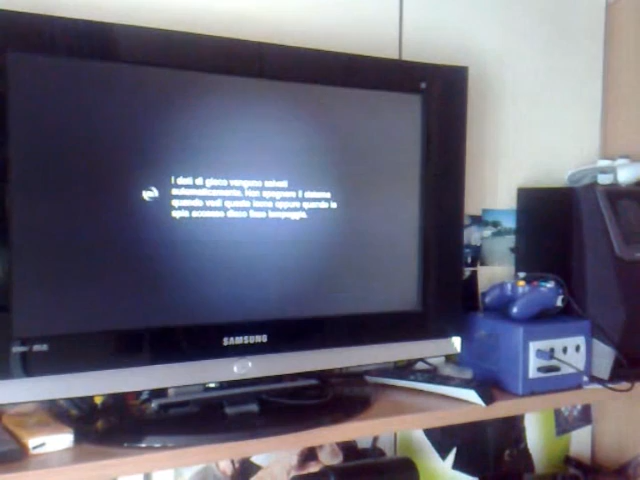 I dati di gioco vengono salvati
automaticamente. Non spegnere il sistema
quando vedi questa icona oppure quando la
spia accesso disco fisso lampeggia.
SAMSUNG